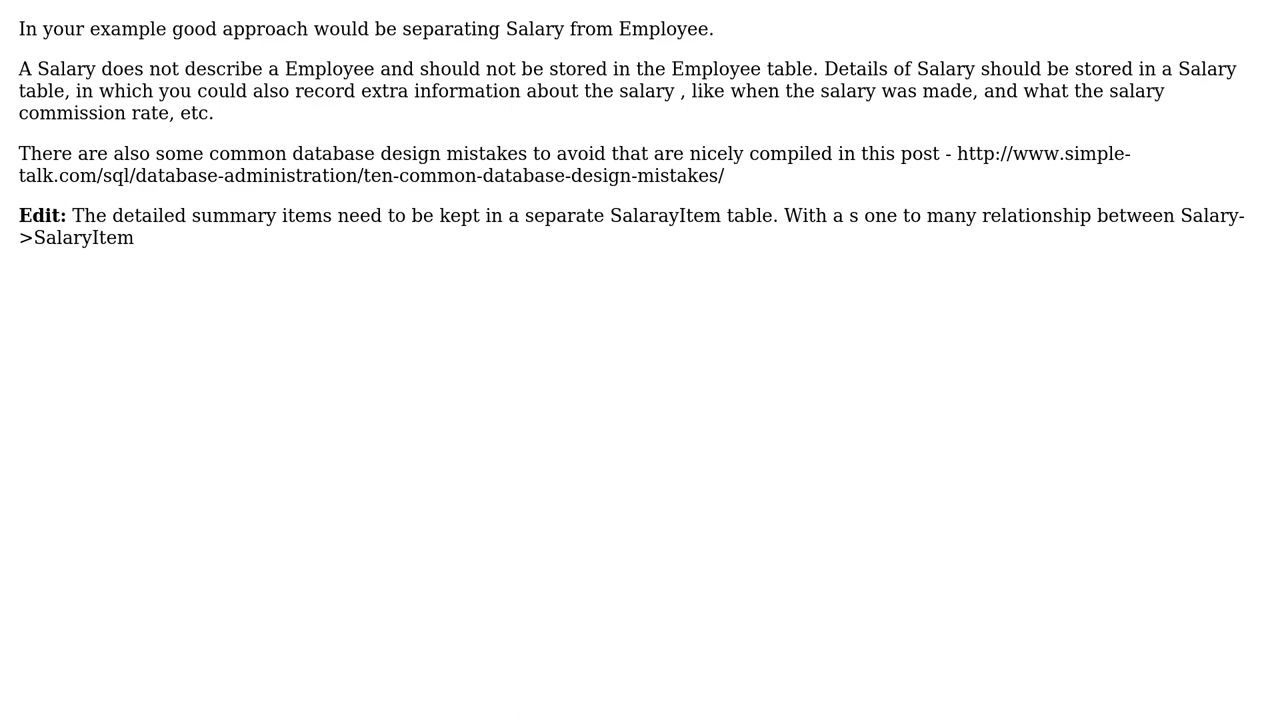 In your example good approach would be separating Salary from Employee.
A Salary does not describe a Employee and should not be stored in the Employee table. Details of Salary should be stored in a Salary
table, in which you could also record extra information about the salary , like when the salary was made, and what the salary
commission rate, etc.
There are also some common database design mistakes to avoid that are nicely compiled in this post - http://www.simple-
talk.com/sql/database-administration/ten-common-database-design-mistakes/
Edit: The detailed summary items need to be kept in a separate SalarayItem table. With a s one to many relationship between Salary-
>SalaryItem